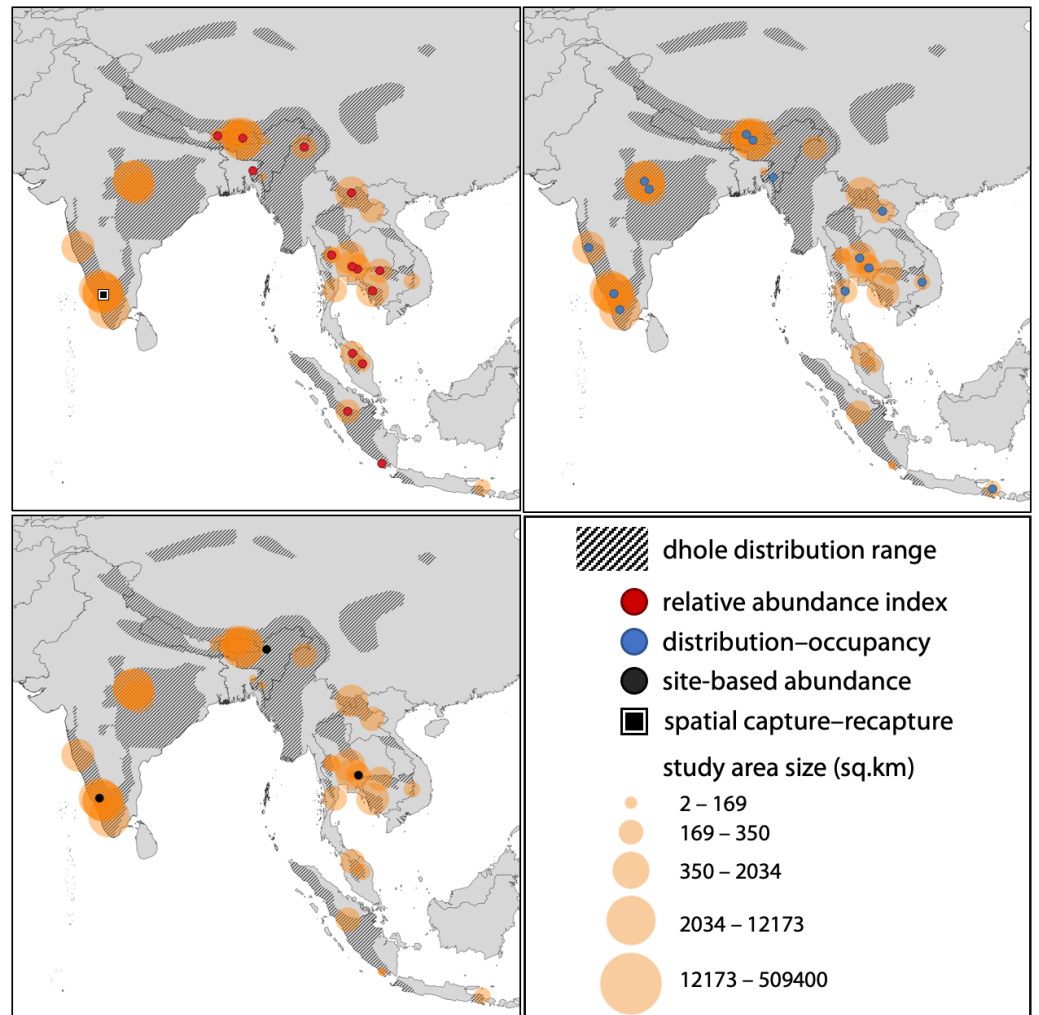 dhole distribution range
relative abundance index
distribution–occupancy
site-based abundance
spatial capture–recapture
study area size (sq.km)
2 – 169
169 – 350
350 – 2034
2034 – 12173
12173 – 509400